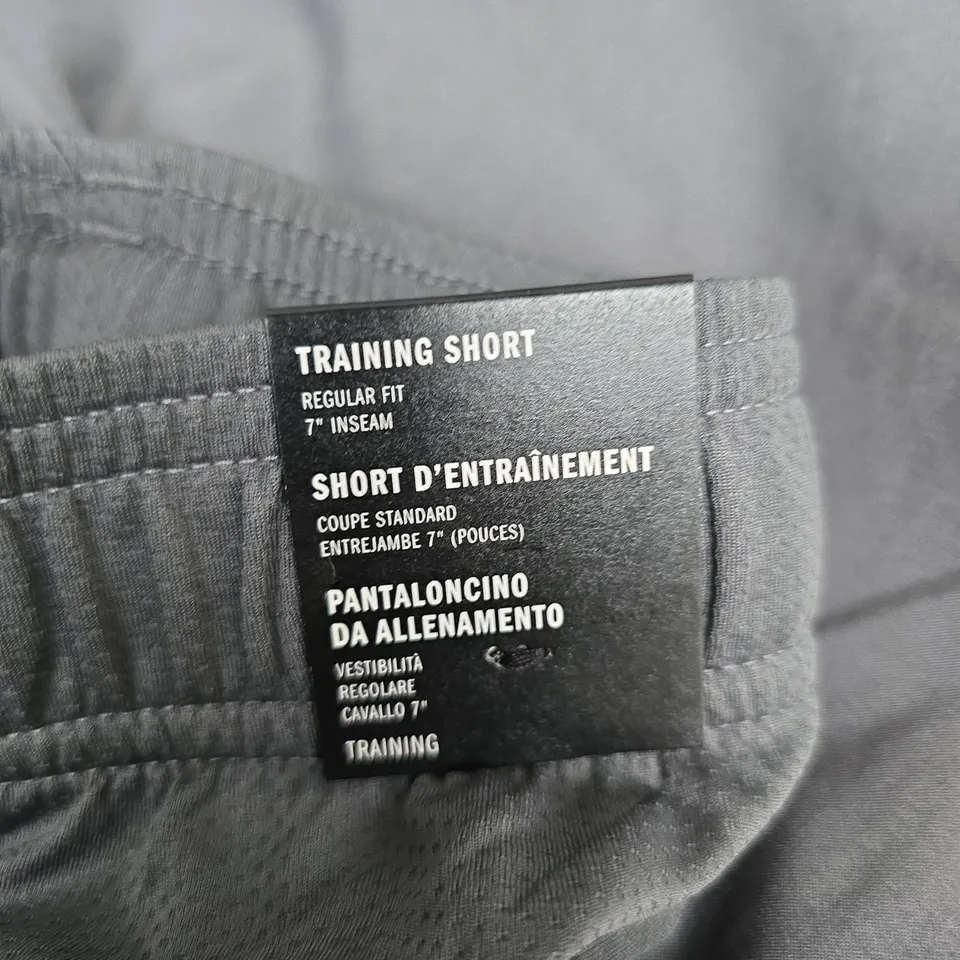 TRAINING SHORT
REGULAR FIT
7" INSEAM
SHORT D'ENTRAÎNEMENT
COUPE STANDARD
ENTREJAMBE 7" (POUCES)
PANTALONCINO
DA ALLENAMENTO
VESTIBILITÀ
REGOLARE
CAVALLO 7"
TRAINING